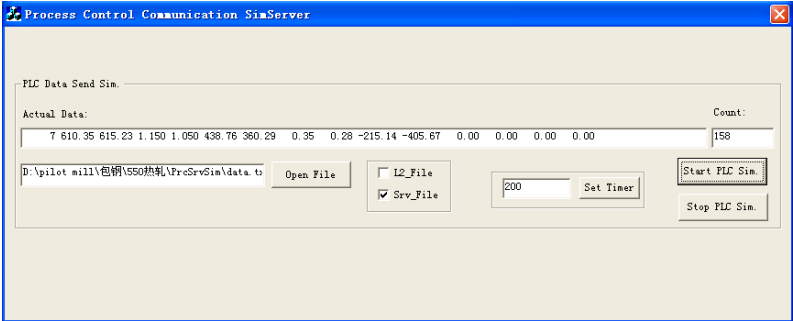 Process Control Communication SimServer
PLC Data Send Sim.
Actual Data:
Count:
7 610.35 615.23 1.150 1.050 438.76 360.29 0.35 0.28 -215.14 -405.67 0.00 0.00 0.00 0.00
158
D:\pilot mill\包钢\550热轧\PrcSrvSim\data.tx
Open File
L2_File
Srv_File
200
Set Timer
Start PLC Sim.
Stop PLC Sim.